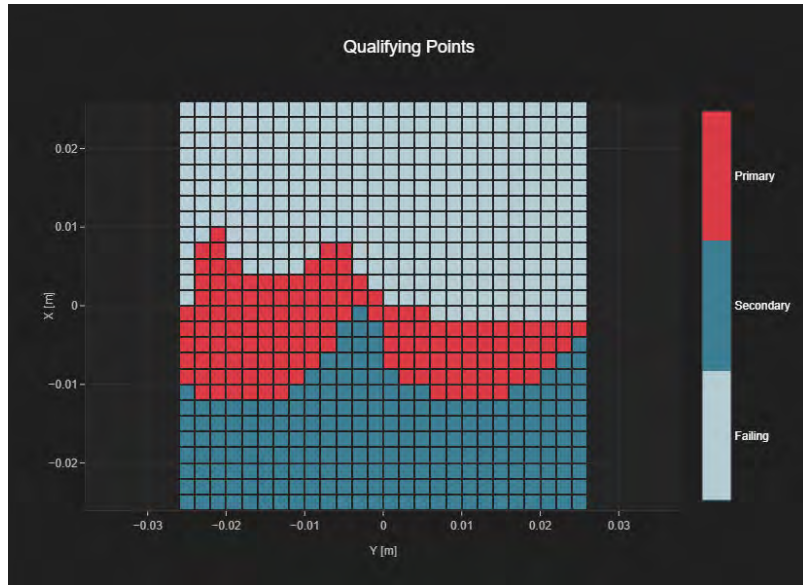 Qualifying Points
Primary
Secondary
Failing
X [m]
0.02
0.01
0
−0.01
−0.02
−0.03
−0.02
−0.01
0
0.01
0.02
0.03
Y [m]